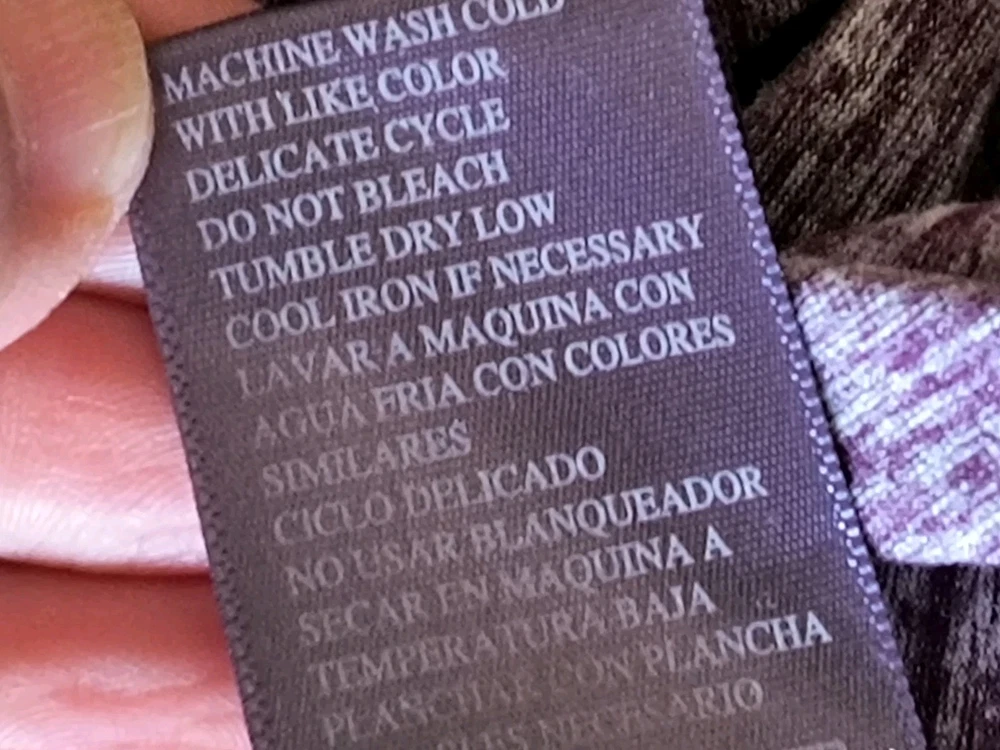 MACHINE WASH COLD
WITH LIKE COLOR
DELICATE CYCLE
DO NOT BLEACH
TUMBLE DRY LOW
COOL IRON IF NECESSARY
LAVAR A MAQUINA CON
AGUA FRIA CON COLORES
SIMILARES
CICLO DELICADO
NO USAR BLANQUEADOR
SECAR EN MAQUINA A
TEMPERATURA BAJA
PLANCHAR CON PLANCHA
ES NECESARIO